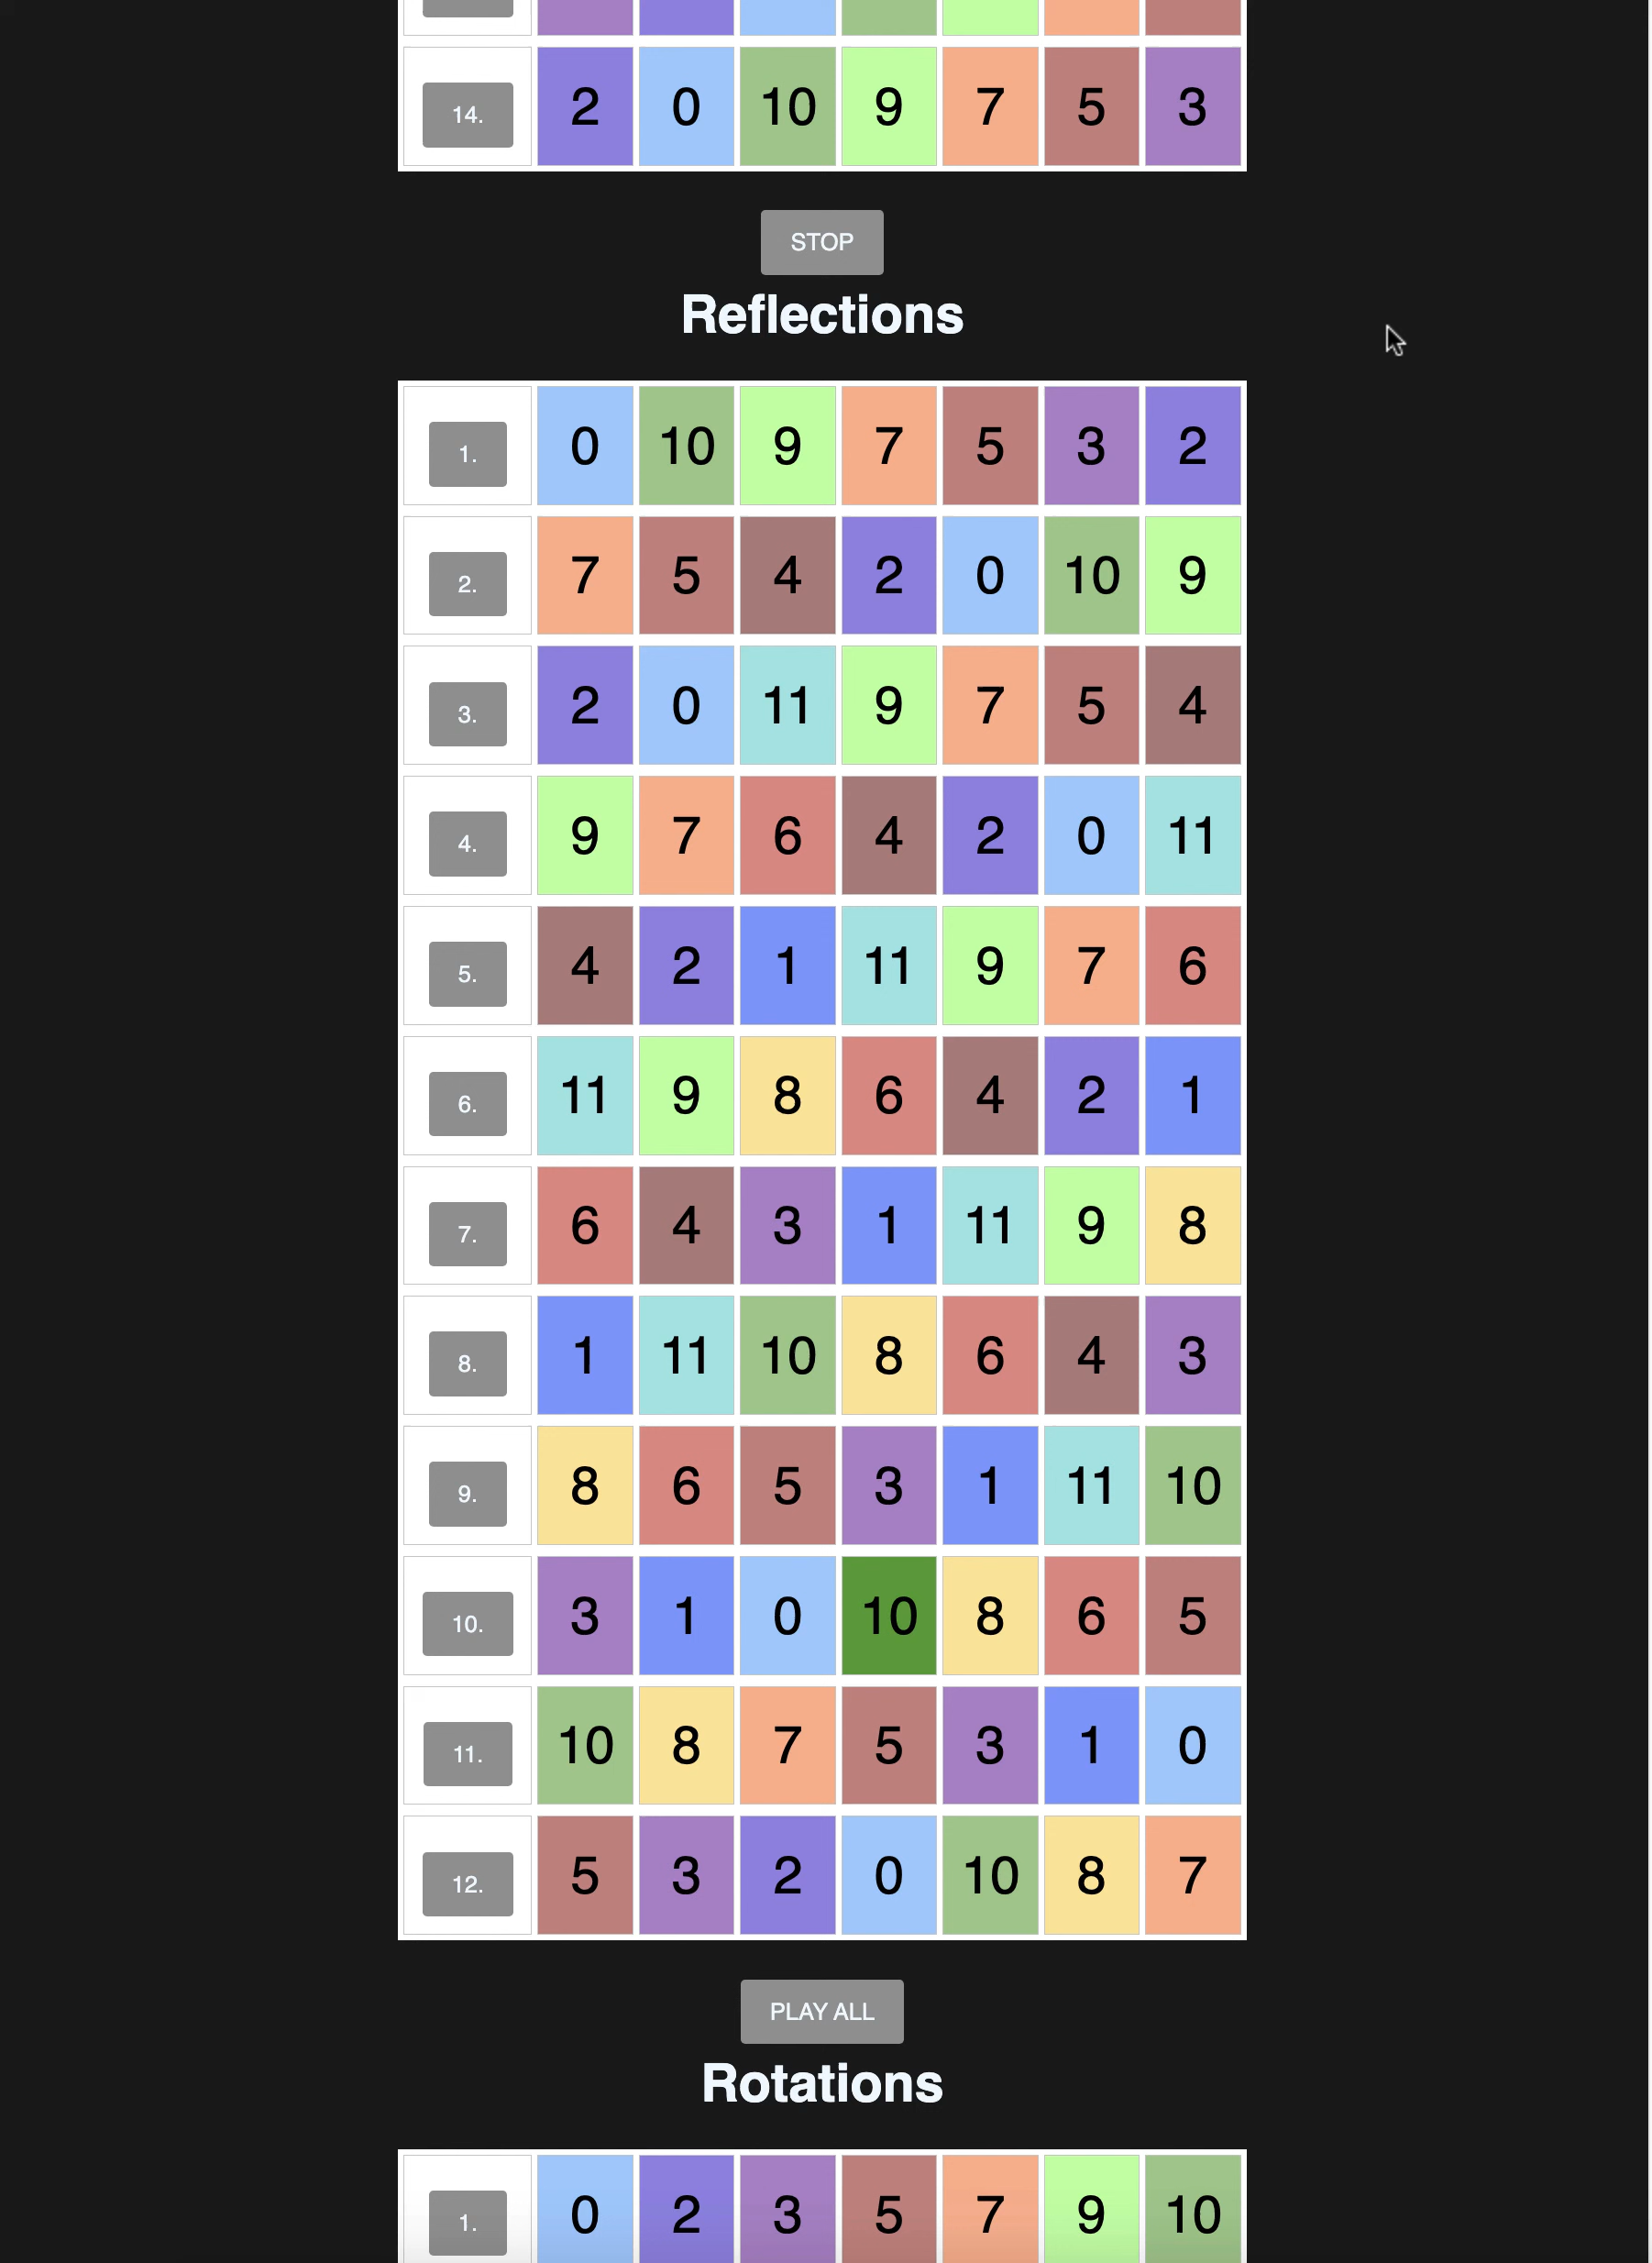 14. 2 0 10 9 7 5 3
STOP
Reflections
1. 0 10 9 7 5 3 2
2. 7 5 4 2 0 10 9
3. 2 0 11 9 7 5 4
4. 9 7 6 4 2 0 11
5. 4 2 1 11 9 7 6
6. 11 9 8 6 4 2 1
7. 6 4 3 1 11 9 8
8. 1 11 10 8 6 4 3
9. 8 6 5 3 1 11 10
10. 3 1 0 10 8 6 5
11. 10 8 7 5 3 1 0
12. 5 3 2 0 10 8 7
PLAY ALL
Rotations
1. 0 2 3 5 7 9 10